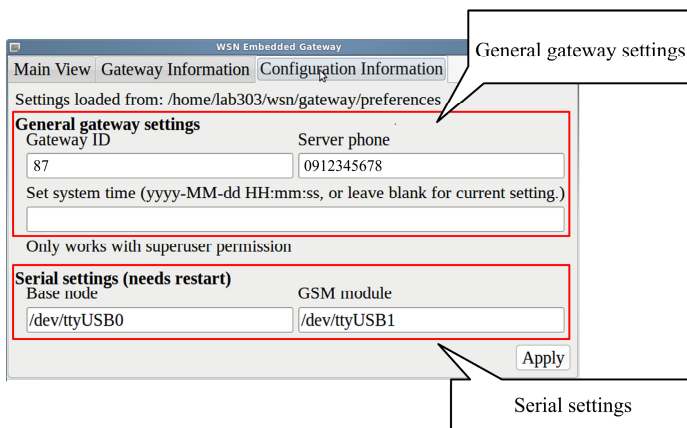 WSN Embedded Gateway
General gateway settings
Main View Gateway Information Configuration Information
Settings loaded from: /home/lab303/wsn/gateway/preferences
General gateway settings
Gateway ID Server phone
87 0912345678
Set system time (yyyy-MM-dd HH:mm:ss, or leave blank for current setting.)
Only works with superuser permission
Serial settings (needs restart)
Base node GSM module
/dev/ttyUSB0 /dev/ttyUSB1
Apply
Serial settings